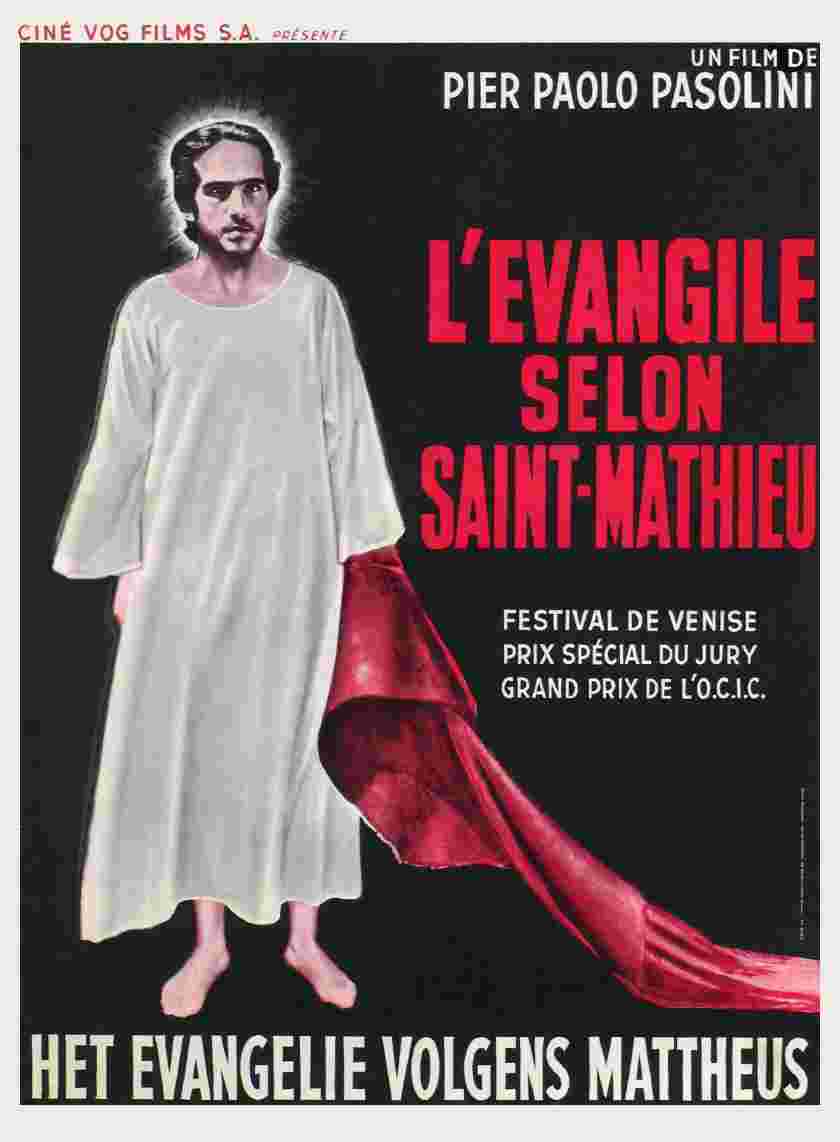 CINÉ VOG FILMS S.A. PRÉSENTE
UN FILM DE
PIER PAOLO PASOLINI
L'EVANGILE
SELON
SAINT-MATHIEU
FESTIVAL DE VENISE
PRIX SPÉCIAL DU JURY
GRAND PRIX DE L'O.C.I.C.
HET EVANGELIE VOLGENS MATTHEUS